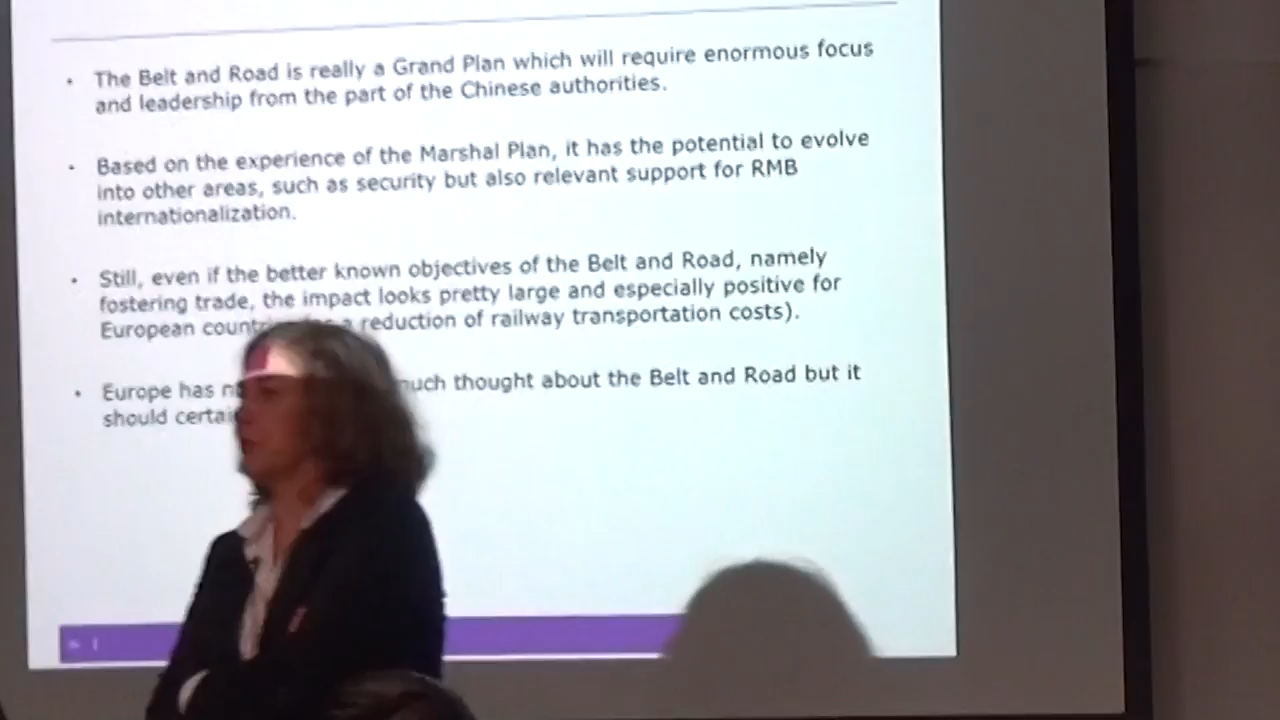 • The Belt and Road is really a Grand Plan which will require enormous focus
and leadership from the part of the Chinese authorities.
• Based on the experience of the Marshal Plan, it has the potential to evolve
into other areas, such as security but also relevant support for RMB
internationalization.
• Still, even if the better known objectives of the Belt and Road, namely
fostering trade, the impact looks pretty large and especially positive for
European reduction of railway transportation costs).
• Europe has thought about the Belt and Road but it
should